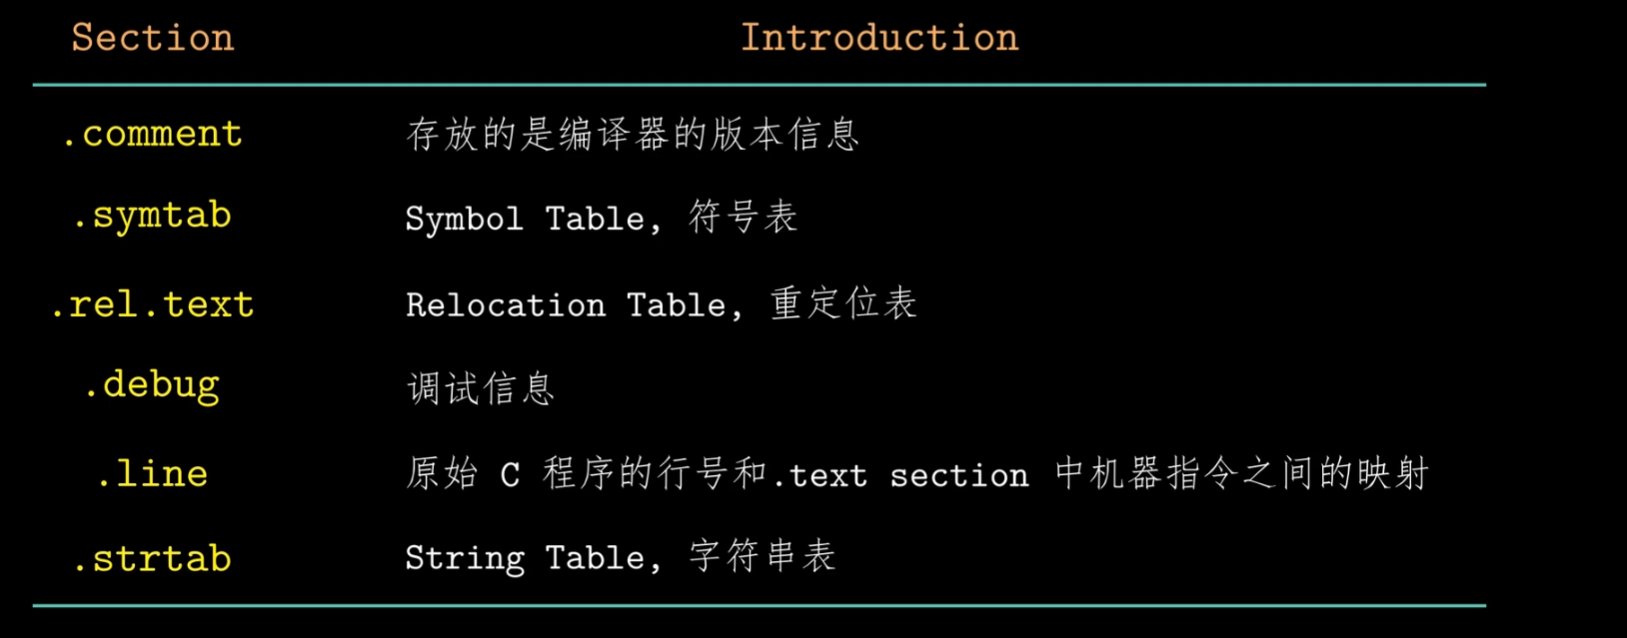 Section Introduction
.comment 存放的是编译器的版本信息
.symtab Symbol Table, 符号表
.rel.text Relocation Table, 重定位表
.debug 调试信息
.line 原始 C 程序的行号和.text section 中机器指令之间的映射
.strtab String Table, 字符串表